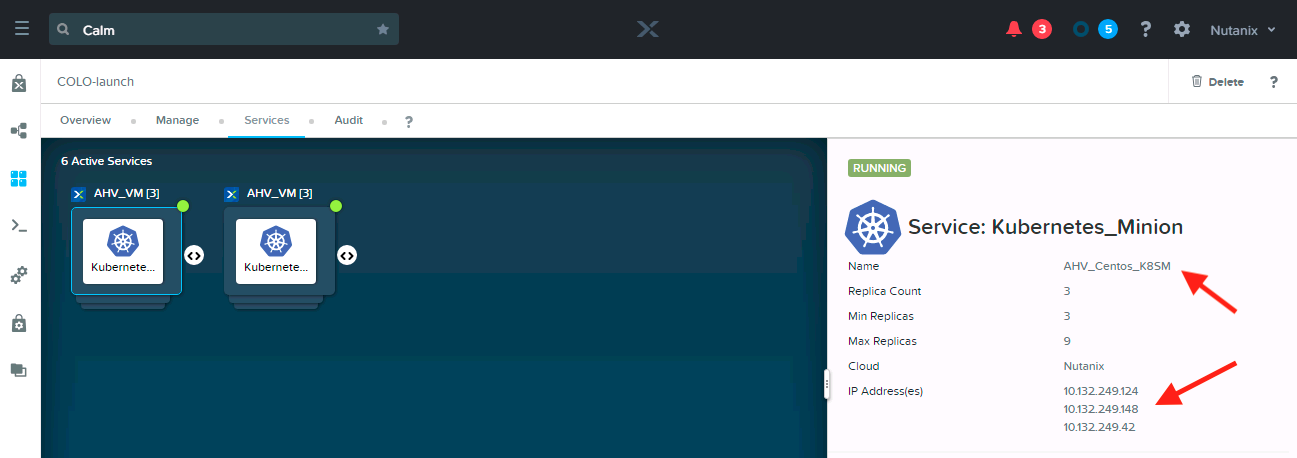 Calm
3
5
?
Nutanix
COLO-launch
Delete
?
Overview
Manage
Services
Audit
?
6 Active Services
AHV_VM [3]
AHV_VM [3]
Kubernete...
Kubernete...
RUNNING
Service: Kubernetes_Minion
Name AHV_Centos_K8SM
Replica Count 3
Min Replicas 3
Max Replicas 9
Cloud Nutanix
IP Address(es) 10.132.249.124
10.132.249.148
10.132.249.42